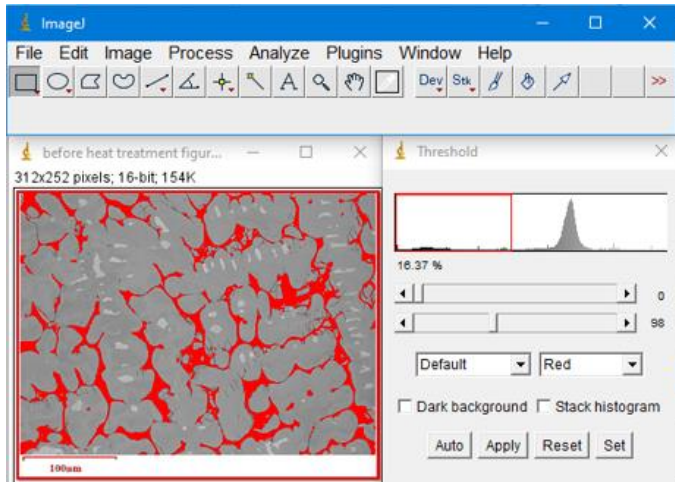 ImageJ
File Edit Image Process Analyze Plugins Window Help
A Dev Stk >>
before heat treatment figur...
312x252 pixels; 16-bit; 154K
100um
Threshold
16.37 %
0
98
Default Red
Dark background Stack histogram
Auto Apply Reset Set